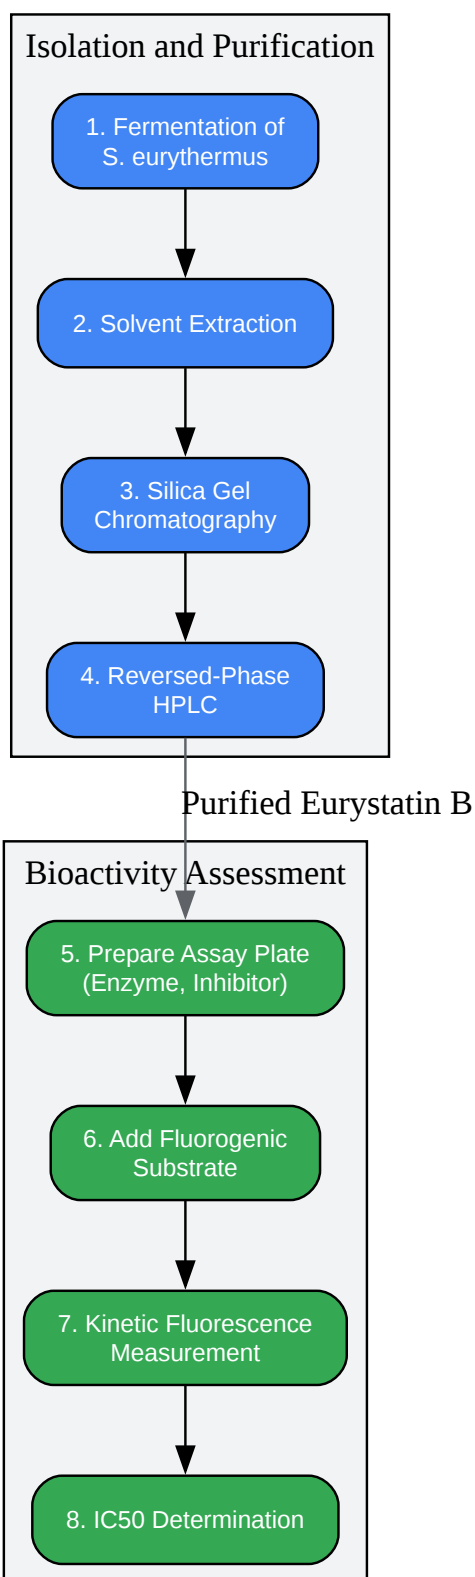 Isolation and Purification
1. Fermentation of
S. eurythermus
2. Solvent Extraction
3. Silica Gel
Chromatography
4. Reversed-Phase
HPLC
Purified Eurystatin B
Bioactivity Assessment
5. Prepare Assay Plate
(Enzyme, Inhibitor)
6. Add Fluorogenic
Substrate
7. Kinetic Fluorescence
Measurement
8. IC50 Determination